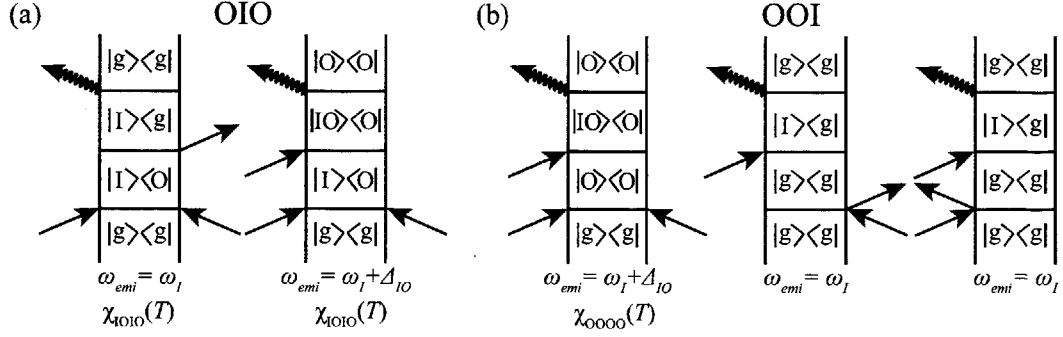 (a) OIO (b) OOI
|g><g| |O><O| |O><O| |g><g| |g><g|
|I><g| |IO><O| |IO><O| |I><g| |I><g|
|I><O| |I><O| |O><O| |g><g| |g><g|
|g><g| |g><g| |g><g| |g><g| |g><g|
ω_emi = ω_I ω_emi = ω_I + Δ_IO ω_emi = ω_I + Δ_IO ω_emi = ω_I ω_emi = ω_I
χ_IOIO(T) χ_IOIO(T) χ_OOOO(T)